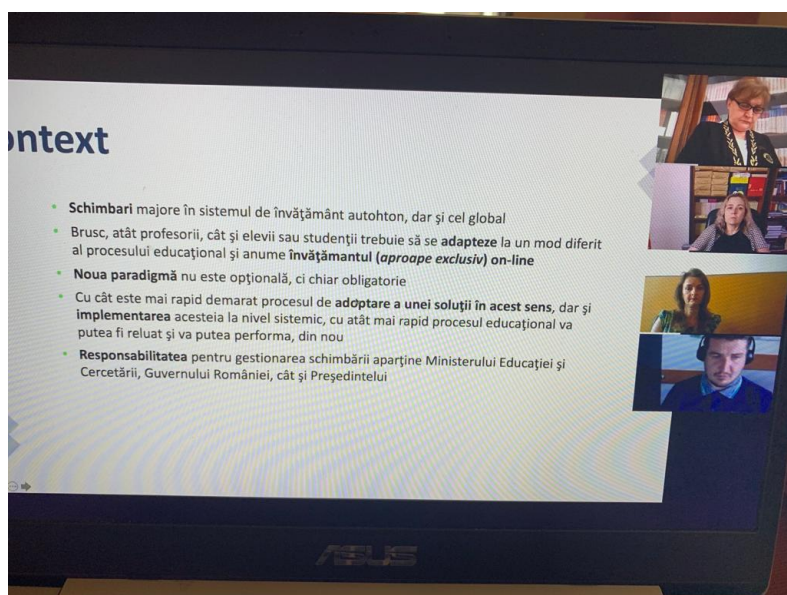 ontext
Schimbari majore în sistemul de învăţământ autohton, dar şi cel global
Brusc, atât profesorii, cât şi elevii sau studenţii trebuie să se adapteze la un mod diferit
al procesului educaţional şi anume învăţămantul (aproape exclusiv) on-line
Noua paradigmă nu este opţională, ci chiar obligatorie
Cu cât este mai rapid demarat procesul de adoptare a unei soluţii în acest sens, dar şi
implementarea acesteia la nivel sistemic, cu atât mai rapid procesul educaţional va
putea fi reluat şi va putea performa, din nou
Responsabilitatea pentru gestionarea schimbării aparţine Ministerului Educaţiei şi
Cercetării, Guvernului României, cât şi Preşedintelui
ASUS